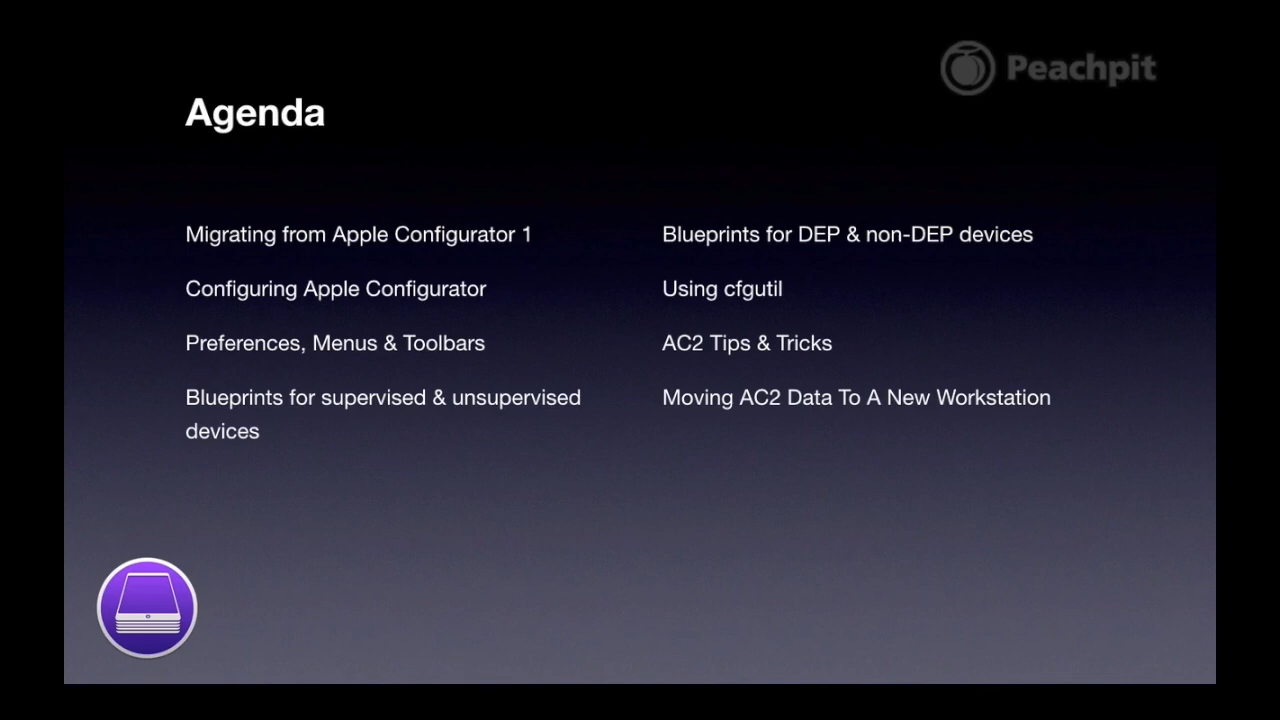 Peachpit
Agenda
Migrating from Apple Configurator 1
Configuring Apple Configurator
Preferences, Menus & Toolbars
Blueprints for supervised & unsupervised
devices
Blueprints for DEP & non-DEP devices
Using cfgutil
AC2 Tips & Tricks
Moving AC2 Data To A New Workstation